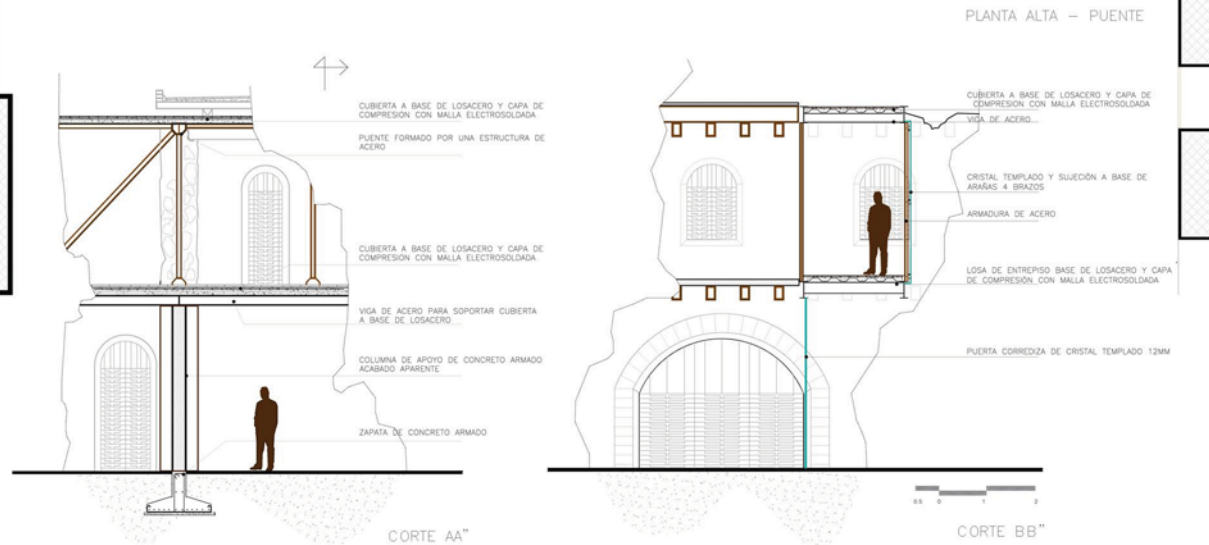 PLANTA ALTA – PUENTE
CUBIERTA A BASE DE LOSACERO Y CAPA DE
COMPRESION CON MALLA ELECTROSOLDADA
PUENTE FORMADO POR UNA ESTRUCTURA DE
ACERO
CUBIERTA A BASE DE LOSACERO Y CAPA DE
COMPRESION CON MALLA ELECTROSOLDADA
VIGA DE ACERO PARA SOPORTAR CUBIERTA
A BASE DE LOSACERO
COLUMNA DE APOYO DE CONCRETO ARMADO
ACABADO APARENTE
ZAPATA DE CONCRETO ARMADO
CORTE AA"
CUBIERTA A BASE DE LOSACERO Y CAPA DE
COMPRESION CON MALLA ELECTROSOLDADA
VIGA DE ACERO
CRISTAL TEMPLADO Y SUJECIÓN A BASE DE
ARAÑAS 4 BRAZOS
ARMADURA DE ACERO
LOSA DE ENTREPISO BASE DE LOSACERO Y CAPA
DE COMPRESIÓN CON MALLA ELECTROSOLDADA
PUERTA CORREDIZA DE CRISTAL TEMPLADO 12MM
0.5 0 1 2
CORTE BB"